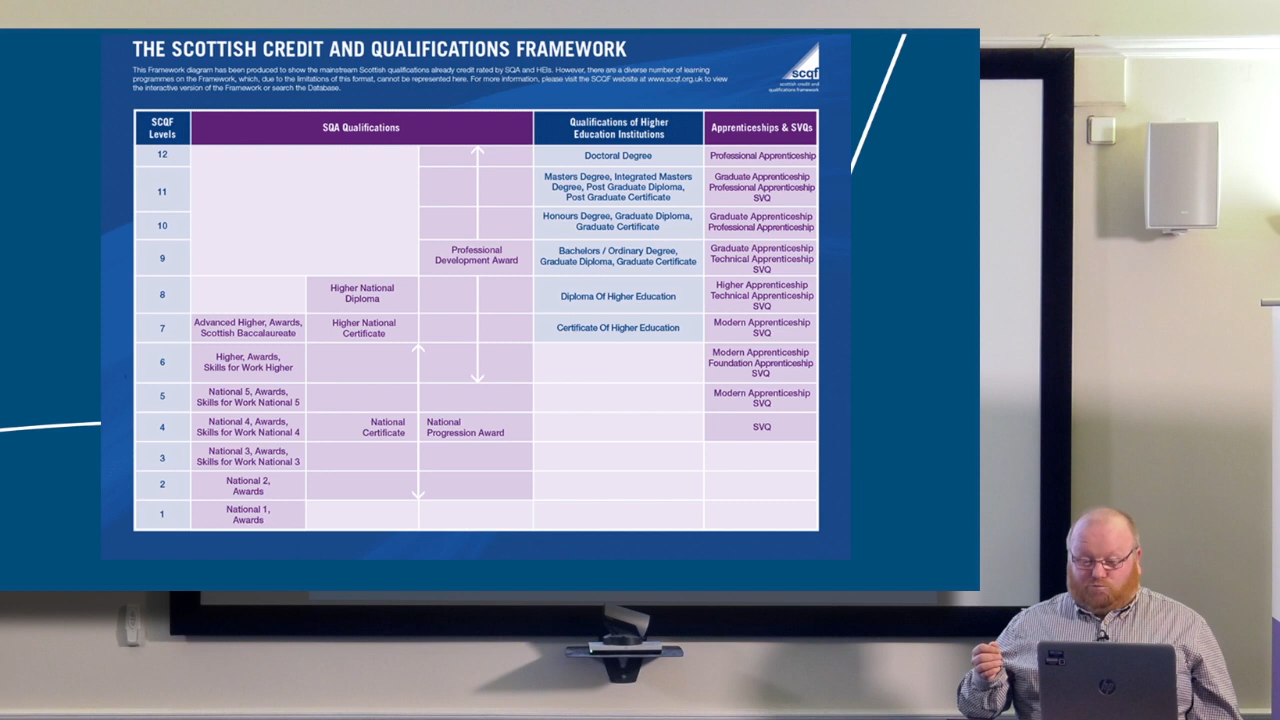 THE SCOTTISH CREDIT AND QUALIFICATIONS FRAMEWORK
This Framework diagram has been produced to show the mainstream Scottish qualifications already credit rated by SQA and HEIs. However, there are a diverse number of learning
programmes on the Framework, which, due to the limitations of this format, cannot be represented here. For more information, please visit the SCQF website at www.scqf.org.uk to view
the interactive version of the Framework or search the Database.
scqf
scottish credit and
qualifications framework
SCQF
Levels
SQA Qualifications
Qualifications of Higher
Education Institutions
Apprenticeships & SVQs
12
Doctoral Degree
Professional Apprenticeship
11
Masters Degree, Integrated Masters
Degree, Post Graduate Diploma,
Post Graduate Certificate
Graduate Apprenticeship
Professional Apprenticeship
SVQ
10
Honours Degree, Graduate Diploma,
Graduate Certificate
Graduate Apprenticeship
Professional Apprenticeship
9
Professional
Development Award
Bachelors / Ordinary Degree,
Graduate Diploma, Graduate Certificate
Graduate Apprenticeship
Technical Apprenticeship
SVQ
8
Higher National
Diploma
Diploma Of Higher Education
Higher Apprenticeship
Technical Apprenticeship
SVQ
7
Advanced Higher, Awards,
Scottish Baccalaureate
Higher National
Certificate
Certificate Of Higher Education
Modern Apprenticeship
SVQ
6
Higher, Awards,
Skills for Work Higher
Modern Apprenticeship
Foundation Apprenticeship
SVQ
5
National 5, Awards,
Skills for Work National 5
Modern Apprenticeship
SVQ
4
National 4, Awards,
Skills for Work National 4
National
Certificate
National
Progression Award
SVQ
3
National 3, Awards,
Skills for Work National 3
2
National 2,
Awards
1
National 1,
Awards
hp